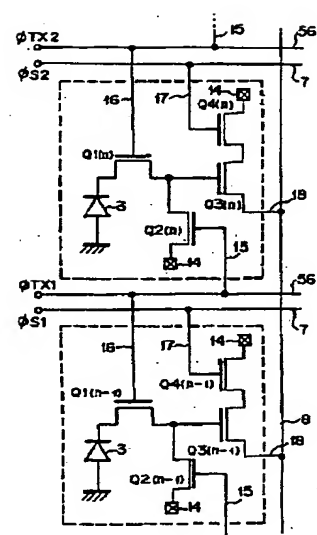 15
ΦTX2 56
ΦS2 7
16 17 14
Q4(n)
Q1(n)
3 Q3(n) 18
Q2(n)
15
14
ΦTX1 56
ΦS1 7
16 17 14
Q4(n-1)
Q1(n-1) 8
3 Q3(n-1) 18
Q2(n-1)
14 15